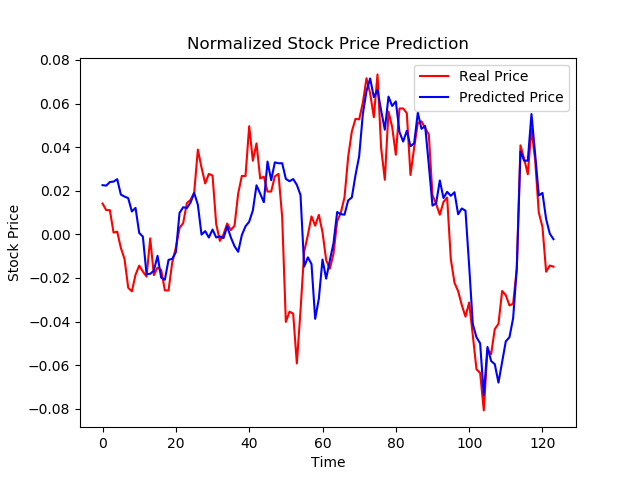 Normalized Stock Price Prediction
Real Price
Predicted Price
Stock Price
0.08
0.06
0.04
0.02
0.00
−0.02
−0.04
−0.06
−0.08
0 20 40 60 80 100 120
Time